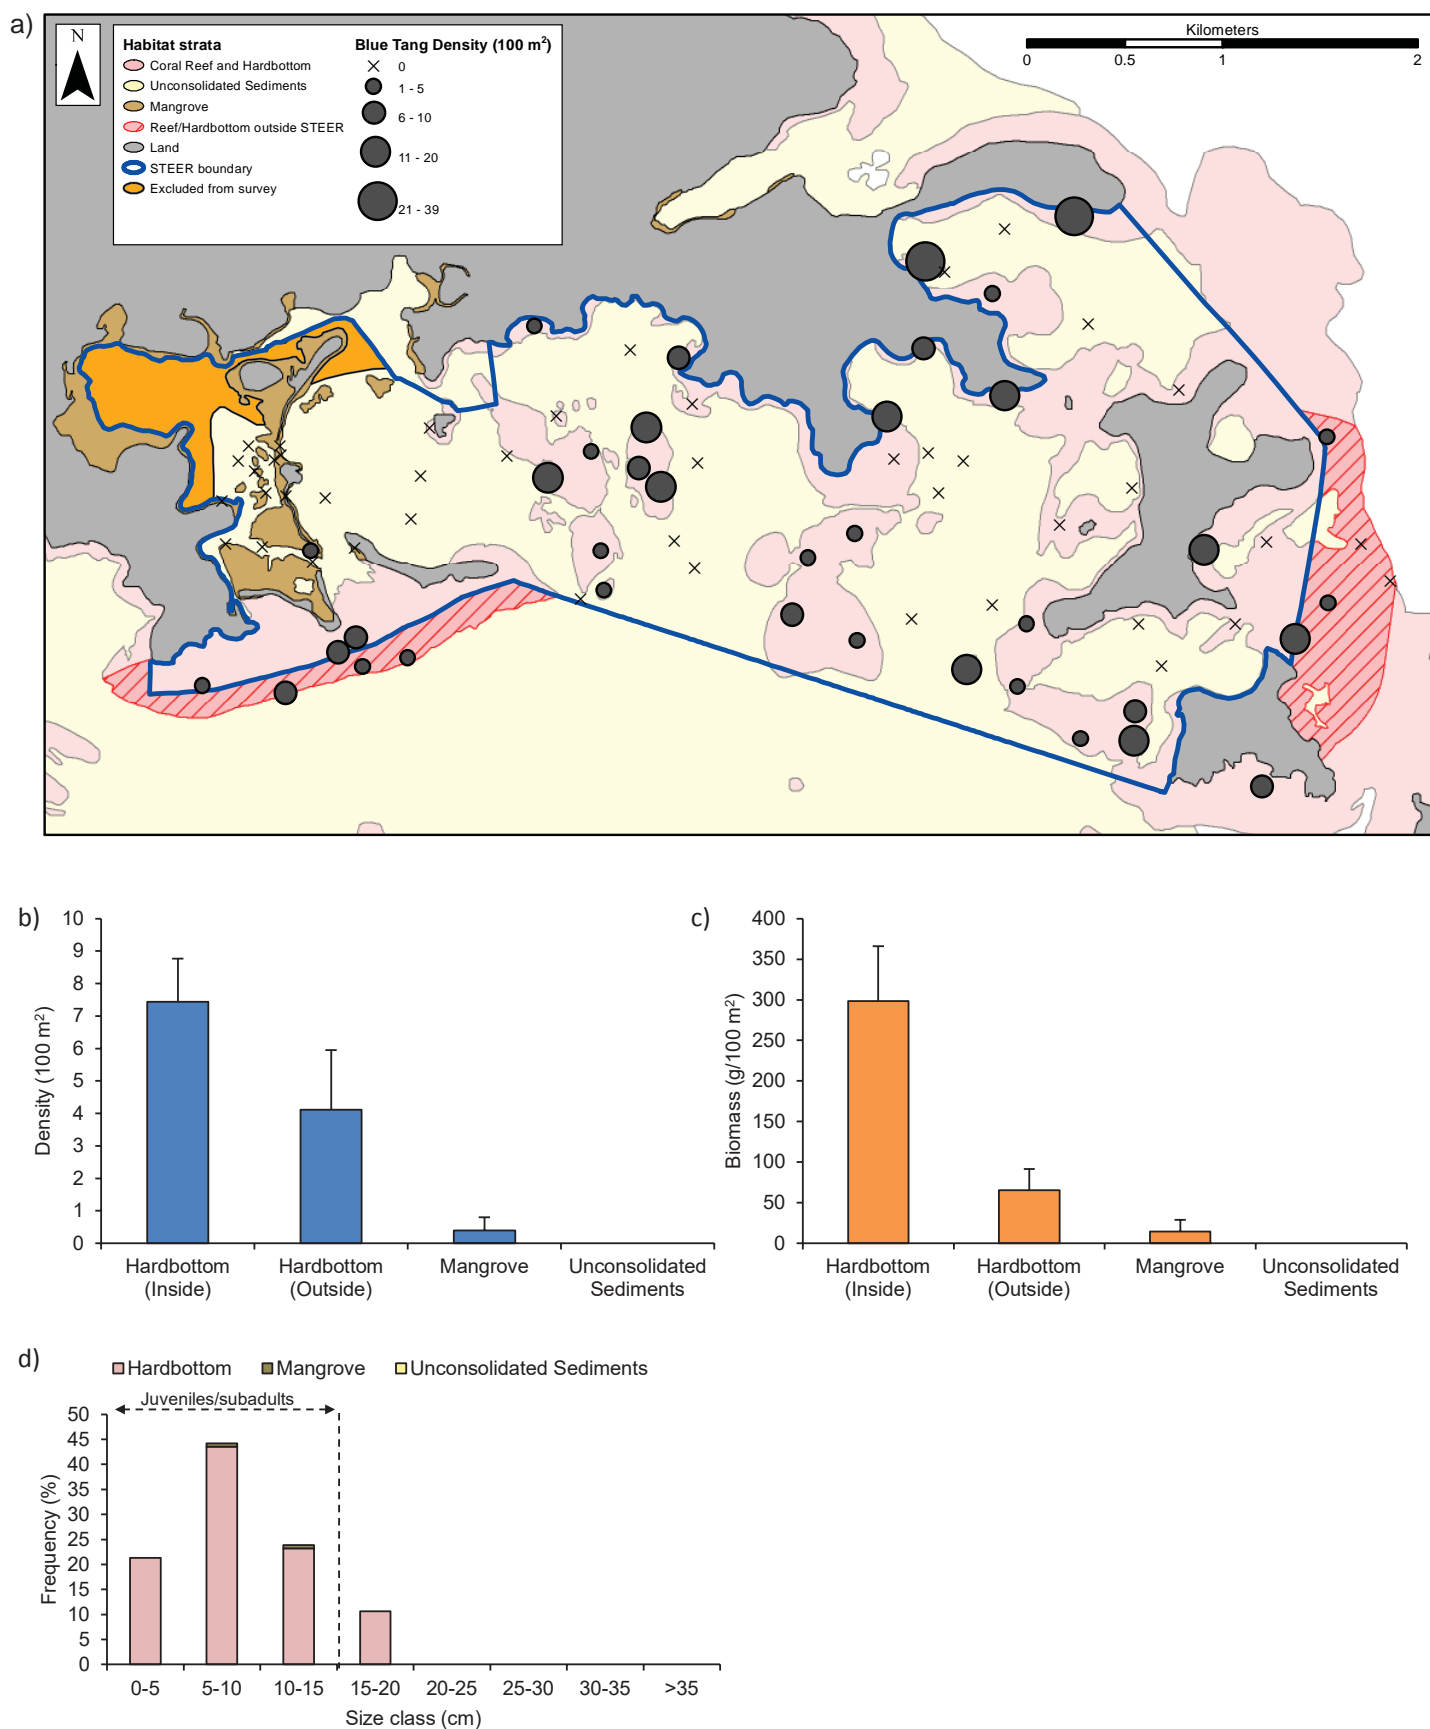 a)
N
Habitat strata
Coral Reef and Hardbottom
Unconsolidated Sediments
Mangrove
Reef/Hardbottom outside STEER
Land
STEER boundary
Excluded from survey
Blue Tang Density (100 m²)
0
1 - 5
6 - 10
11 - 20
21 - 39
Kilometers
0 0.5 1 2
b)
10
9
8
7
6
5
4
3
2
1
0
Density (100 m²)
Hardbottom (Inside)
Hardbottom (Outside)
Mangrove
Unconsolidated Sediments
c)
400
350
300
250
200
150
100
50
0
Biomass (g/100 m²)
Hardbottom (Inside)
Hardbottom (Outside)
Mangrove
Unconsolidated Sediments
d)
Hardbottom Mangrove Unconsolidated Sediments
Juveniles/subadults
50
45
40
35
30
25
20
15
10
5
0
Frequency (%)
0-5 5-10 10-15 15-20 20-25 25-30 30-35 >35
Size class (cm)